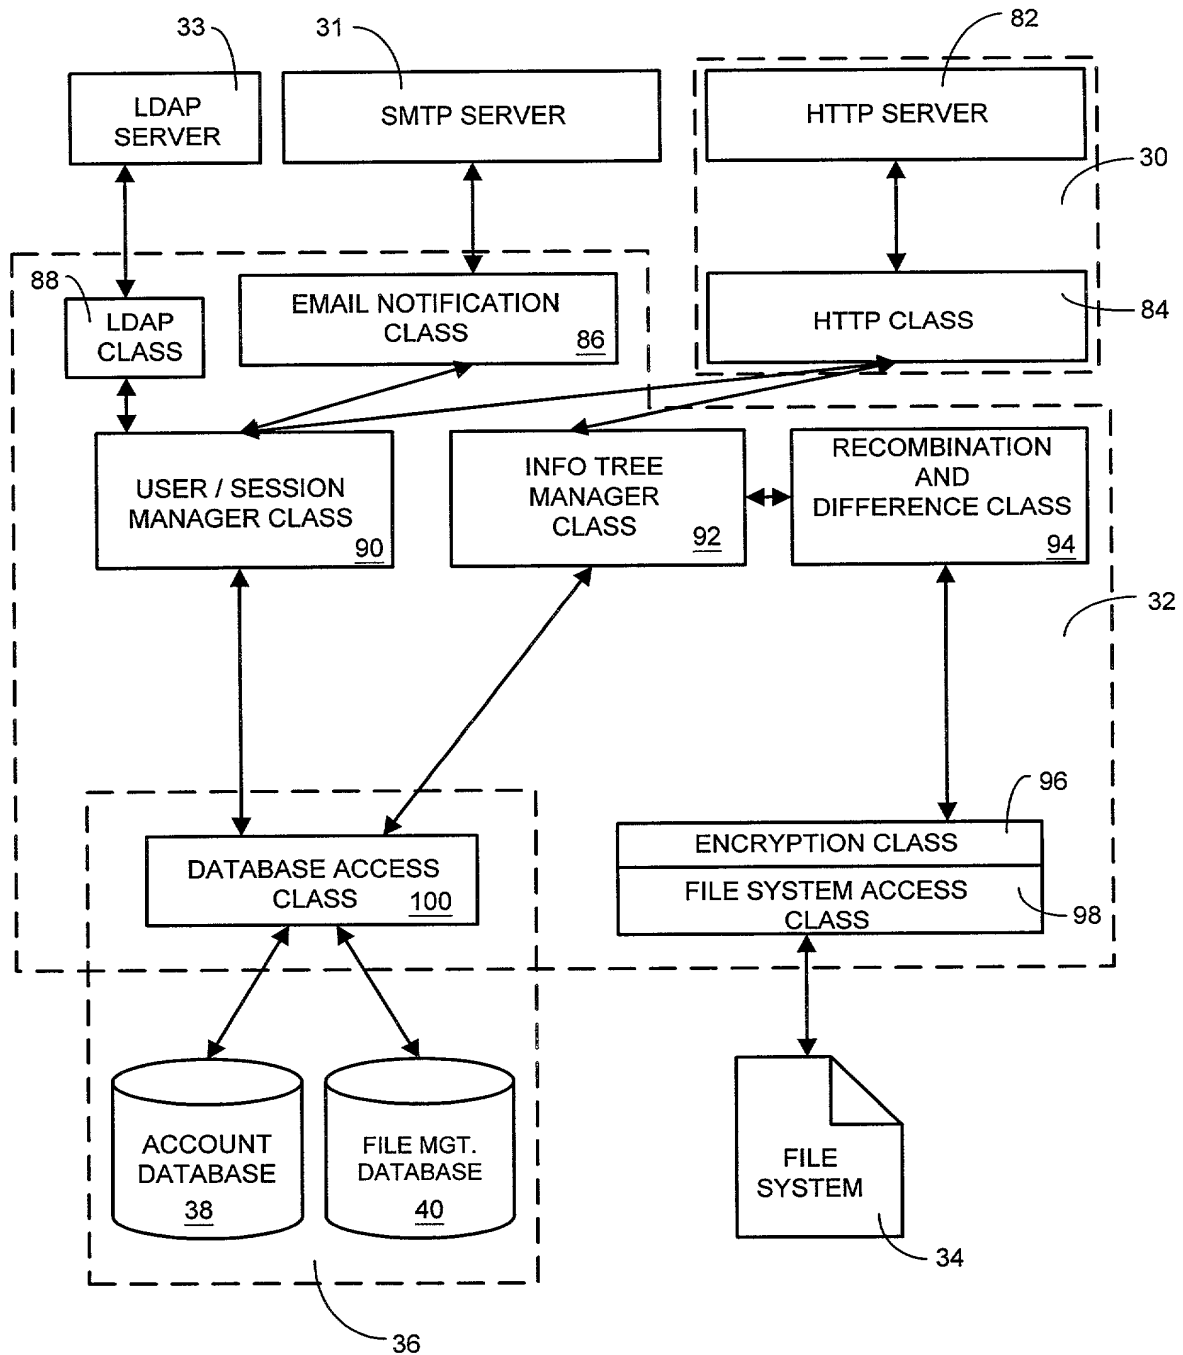 33
31
82
LDAP
SERVER
SMTP SERVER
HTTP SERVER
30
88
LDAP
CLASS
EMAIL NOTIFICATION
CLASS
86
HTTP CLASS
84
USER / SESSION
MANAGER CLASS
90
INFO TREE
MANAGER
CLASS
92
RECOMBINATION
AND
DIFFERENCE CLASS
94
32
96
DATABASE ACCESS
CLASS
100
ENCRYPTION CLASS
FILE SYSTEM ACCESS
CLASS
98
ACCOUNT
DATABASE
38
FILE MGT.
DATABASE
40
FILE
SYSTEM
34
36